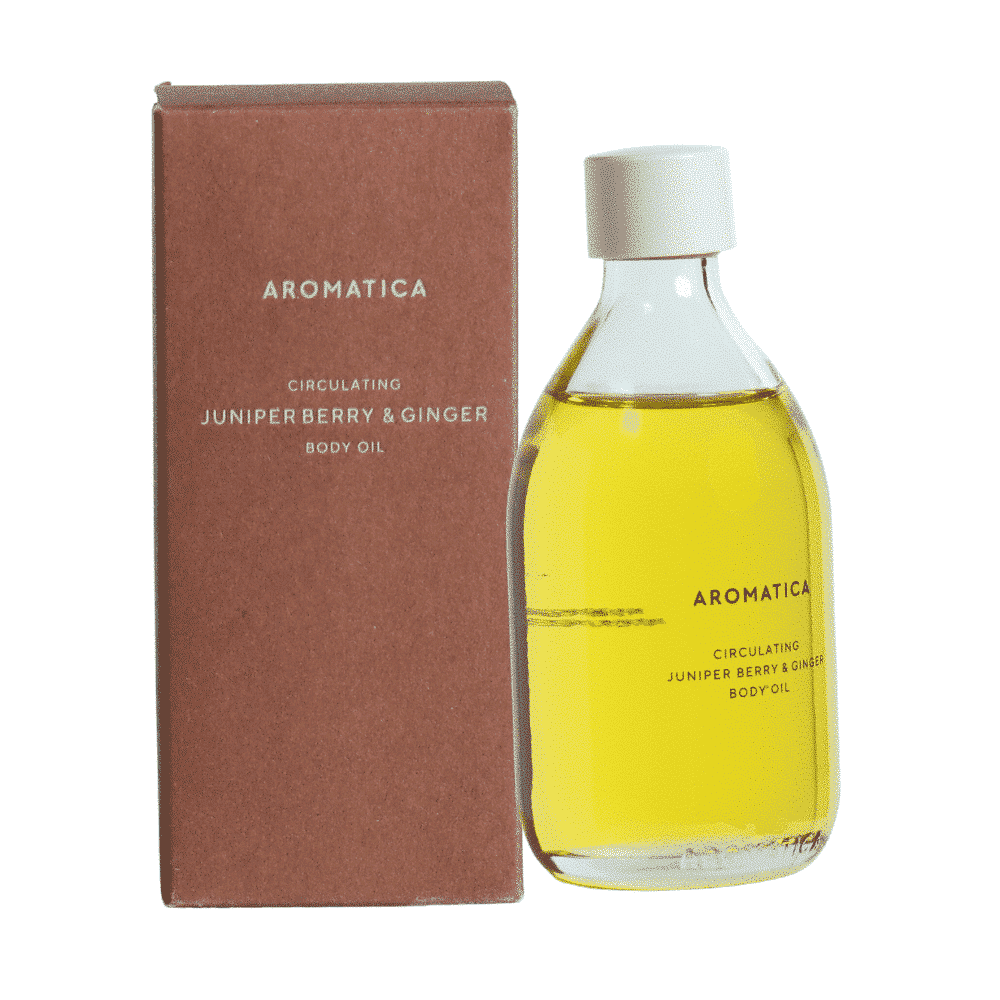 AROMATICA
CIRCULATING
JUNIPER BERRY & GINGER
BODY OIL
AROMATICA
CIRCULATING
JUNIPER BERRY & GINGER
BODY OIL